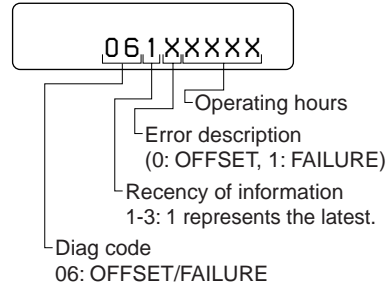 061XXXXX
Operating hours
Error description
(0: OFFSET, 1: FAILURE)
Recency of information
1-3: 1 represents the latest.
Diag code
06: OFFSET/FAILURE